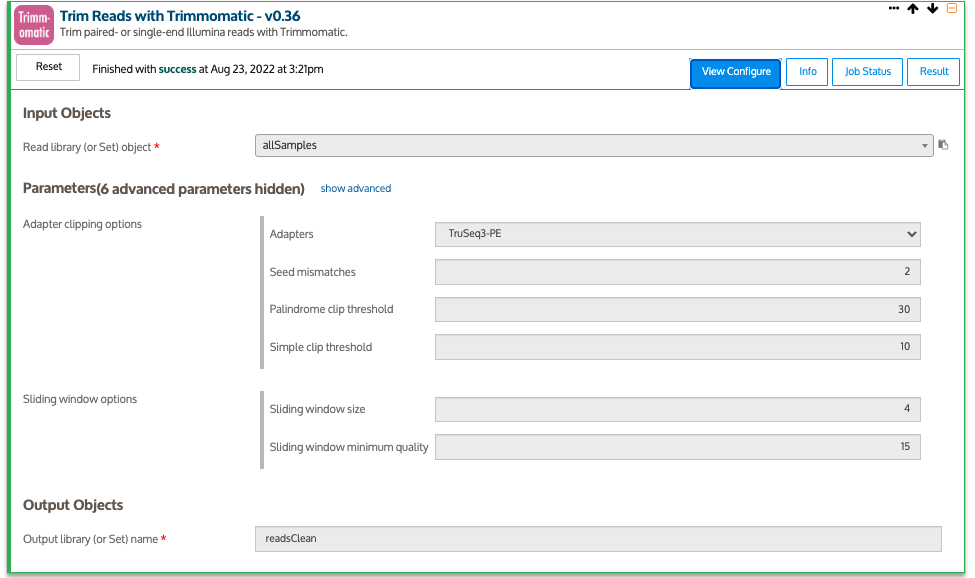 Trimm-
omatic
Trim Reads with Trimmomatic - v0.36
Trim paired- or single-end Illumina reads with Trimmomatic.
Reset
Finished with success at Aug 23, 2022 at 3:21pm
View Configure
Info
Job Status
Result
Input Objects
Read library (or Set) object *
allSamples
Parameters(6 advanced parameters hidden) show advanced
Adapter clipping options
Adapters
TruSeq3-PE
Seed mismatches
2
Palindrome clip threshold
30
Simple clip threshold
10
Sliding window options
Sliding window size
4
Sliding window minimum quality
15
Output Objects
Output library (or Set) name *
readsClean